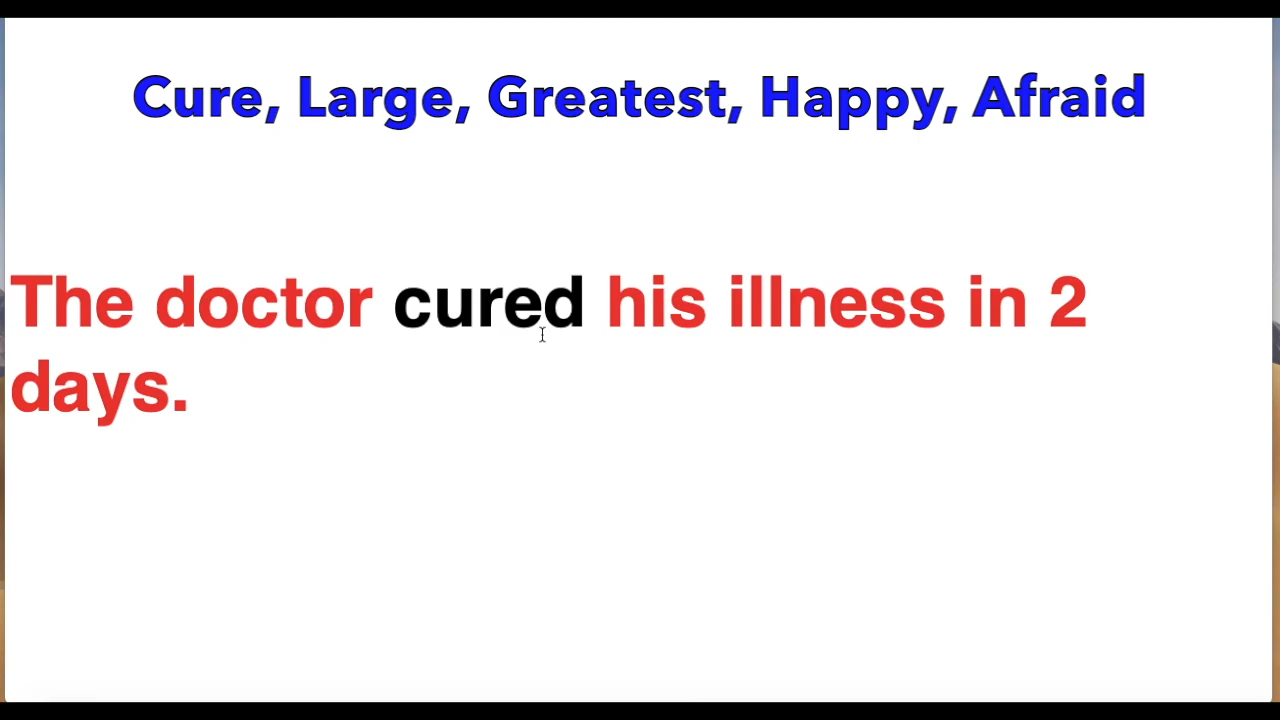 Cure, Large, Greatest, Happy, Afraid
The doctor cured his illness in 2
days.